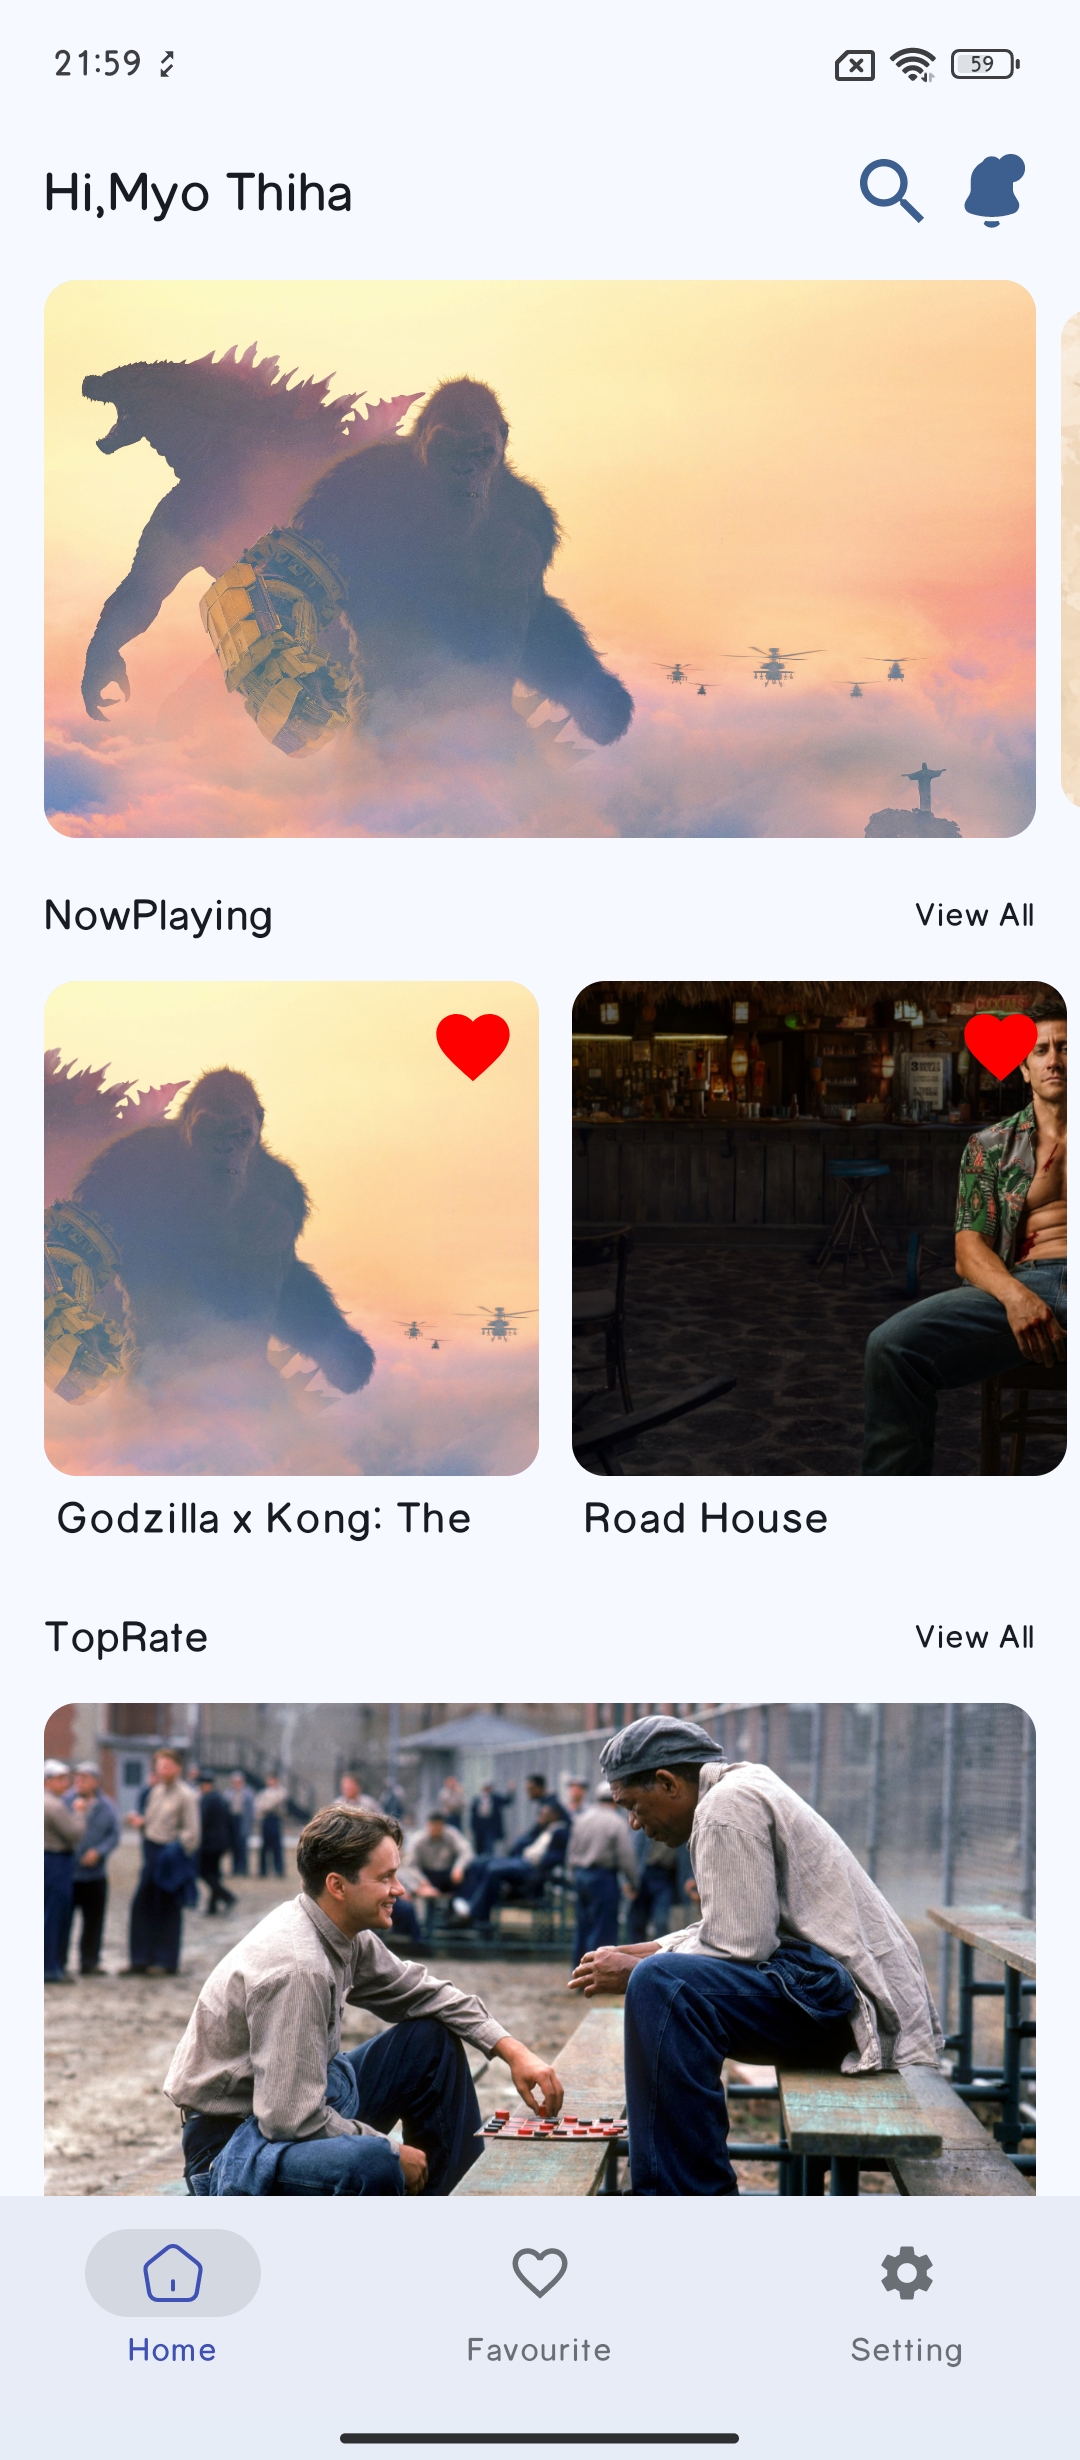 21:59
59
Hi,Myo Thiha
NowPlaying
View All
COCKTAILS
Godzilla x Kong: The
Road House
TopRate
View All
Home
Favourite
Setting